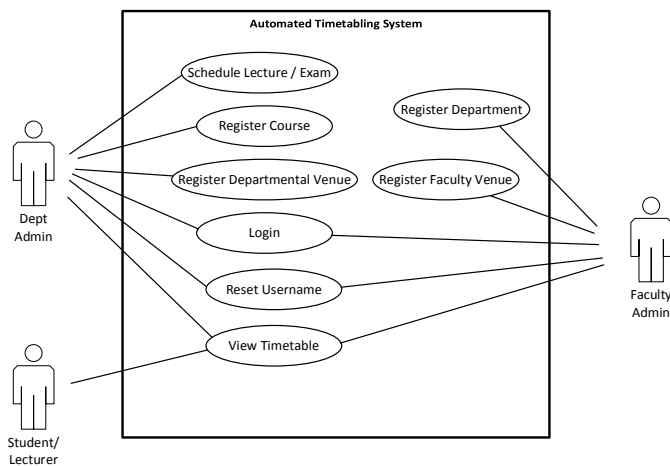 Automated Timetabling System
Schedule Lecture / Exam
Register Department
Register Course
Register Departmental Venue
Register Faculty Venue
Dept
Admin
Login
Reset Username
Faculty
Admin
View Timetable
Student/
Lecturer